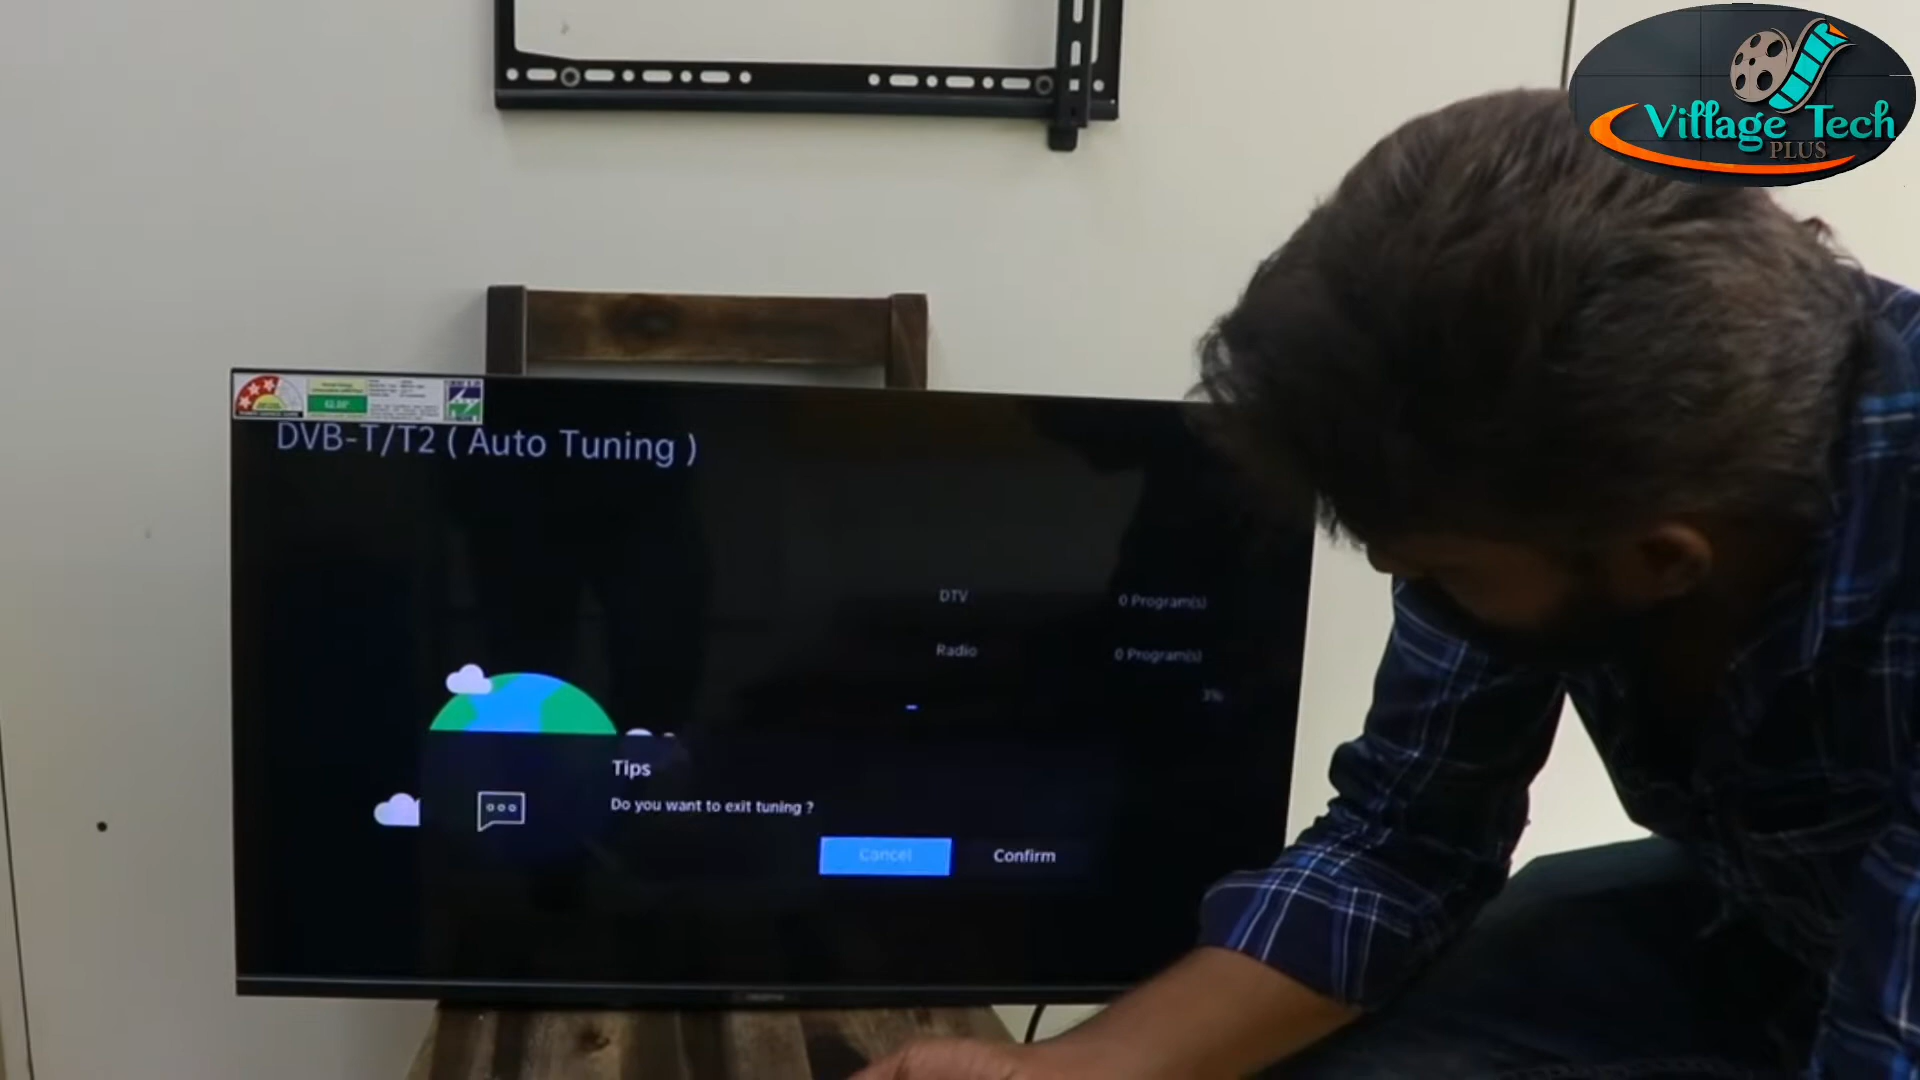 Village Tech
PLUS
DVB-T/T2 ( Auto Tuning )
DTV 0 Program(s)
Radio 0 Program(s)
3%
Tips
Do you want to exit tuning ?
Cancel Confirm